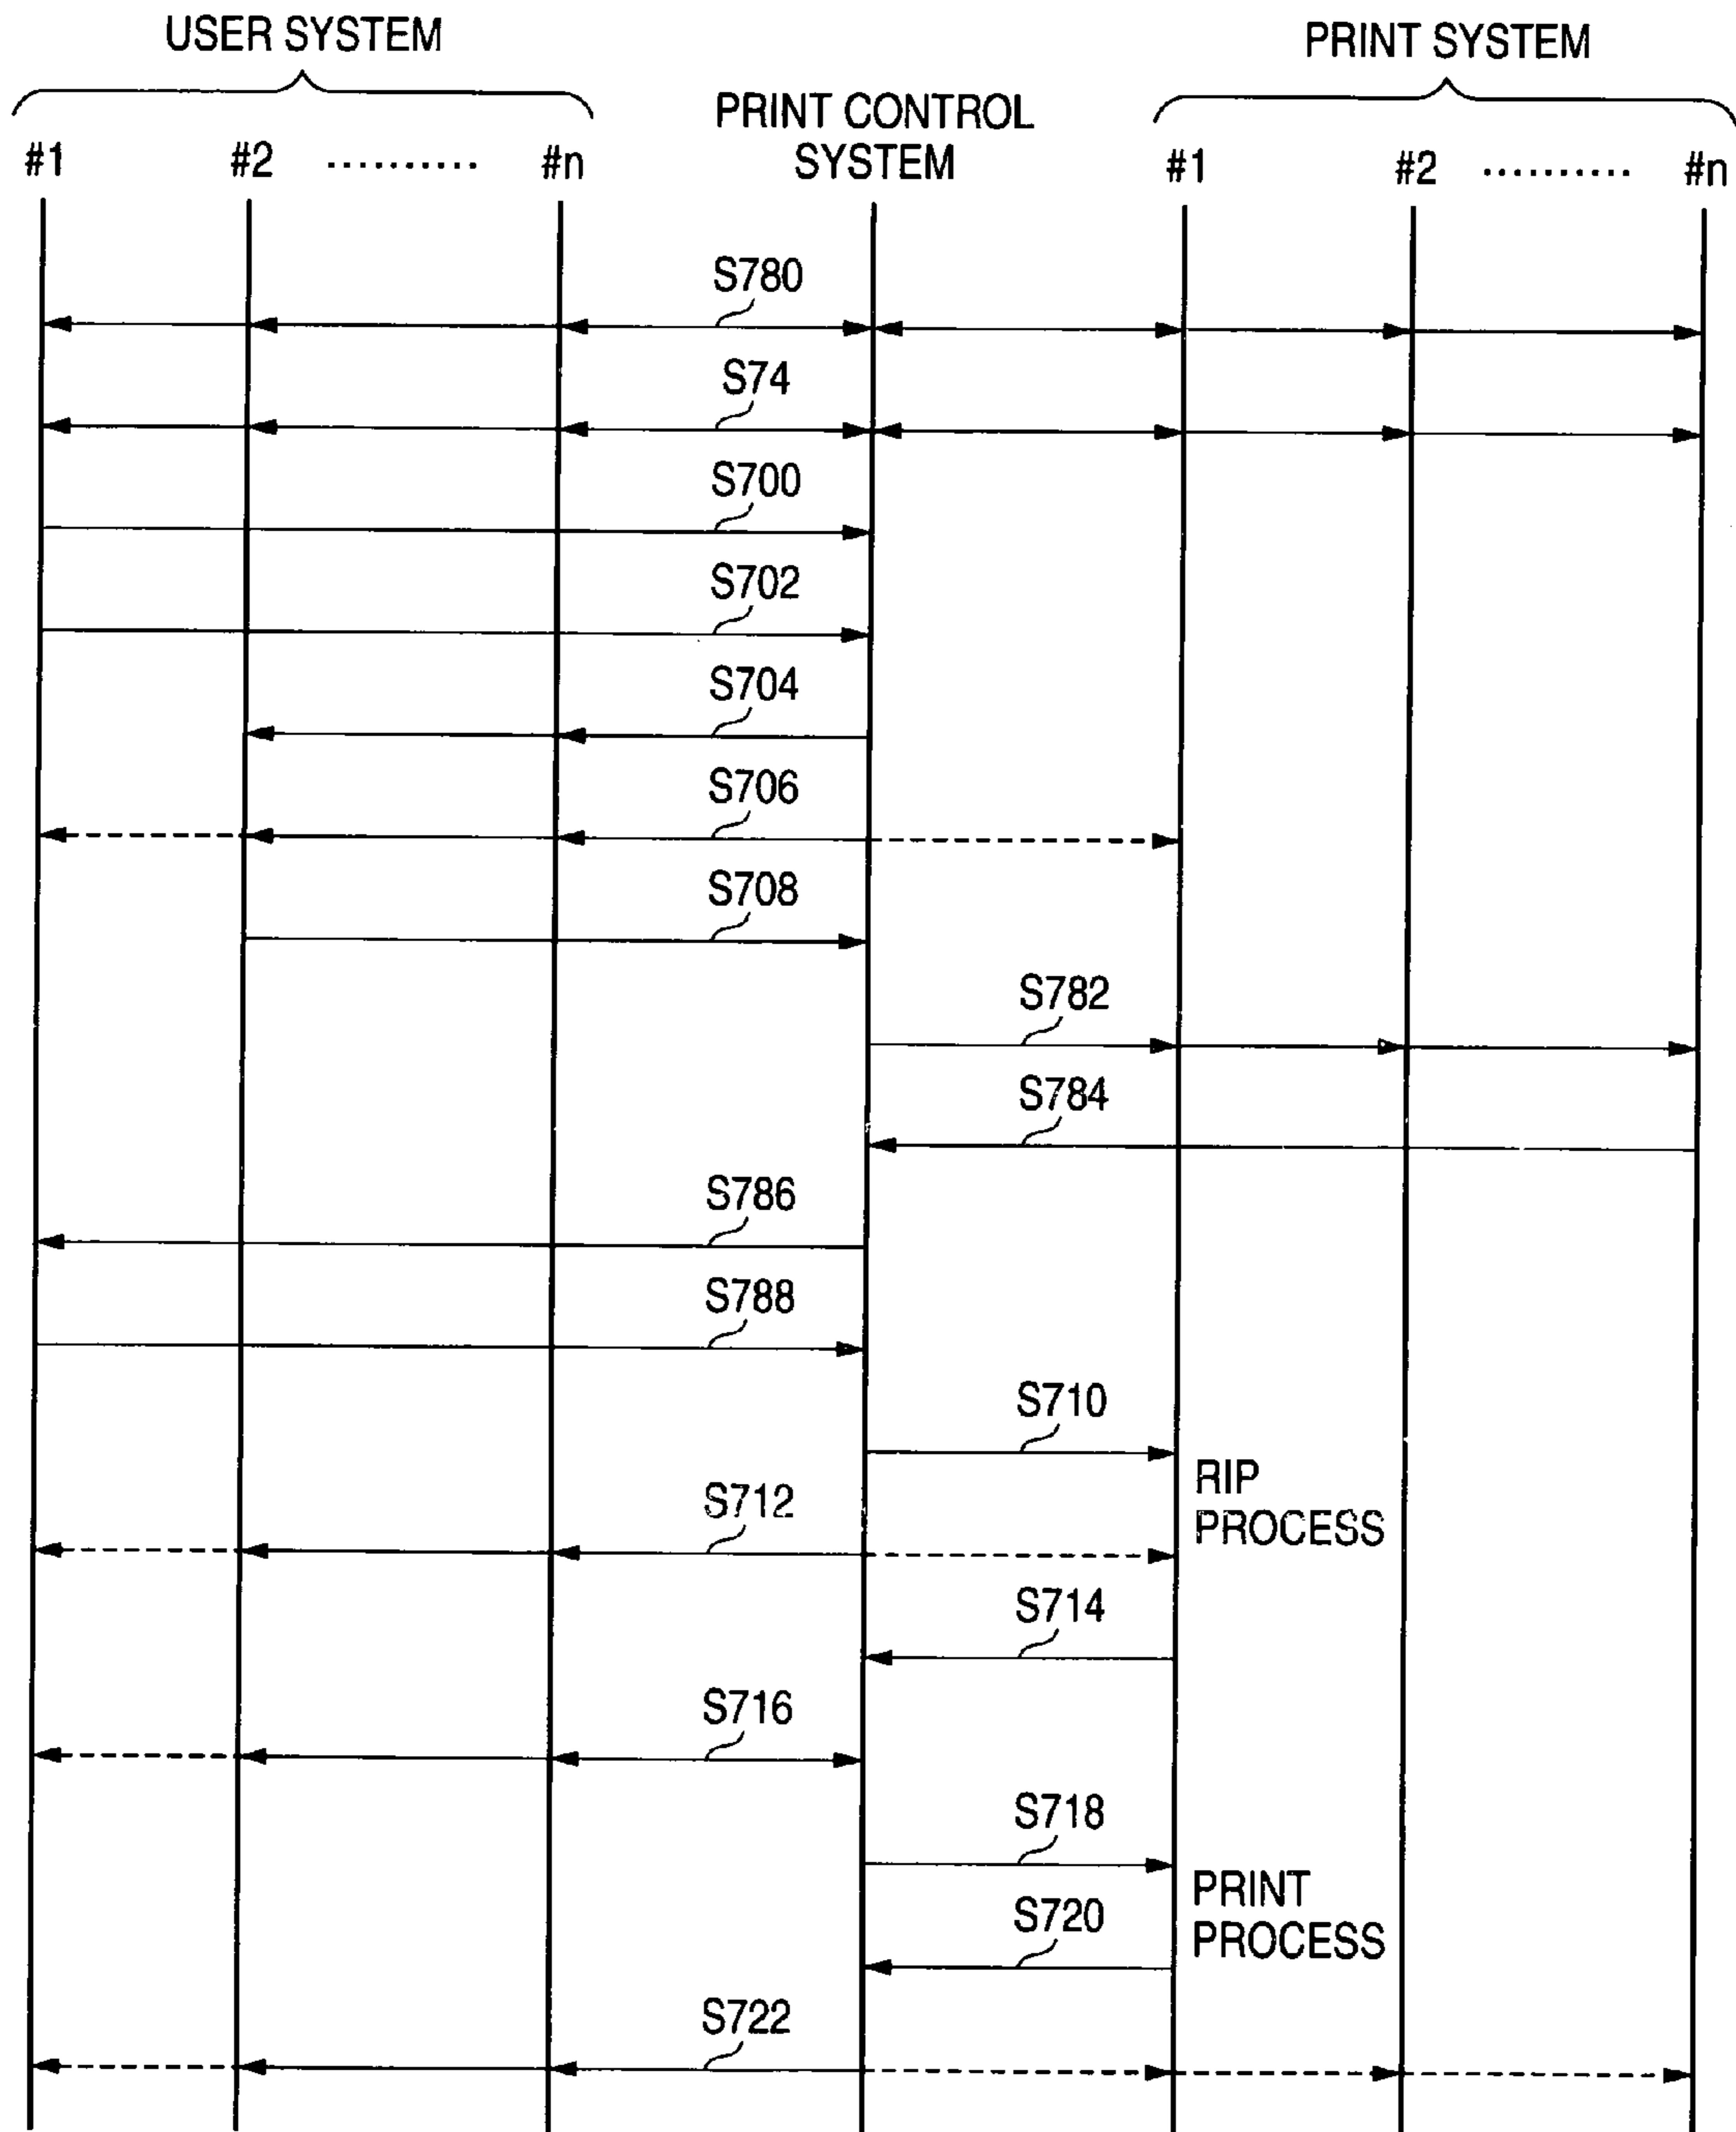 USER SYSTEM
PRINT SYSTEM
PRINT CONTROL
SYSTEM
#1 #2 .......... #n
#1 #2 .......... #n
S780
S74
S700
S702
S704
S706
S708
S782
S784
S786
S788
S710
RIP
PROCESS
S712
S714
S716
S718
PRINT
PROCESS
S720
S722